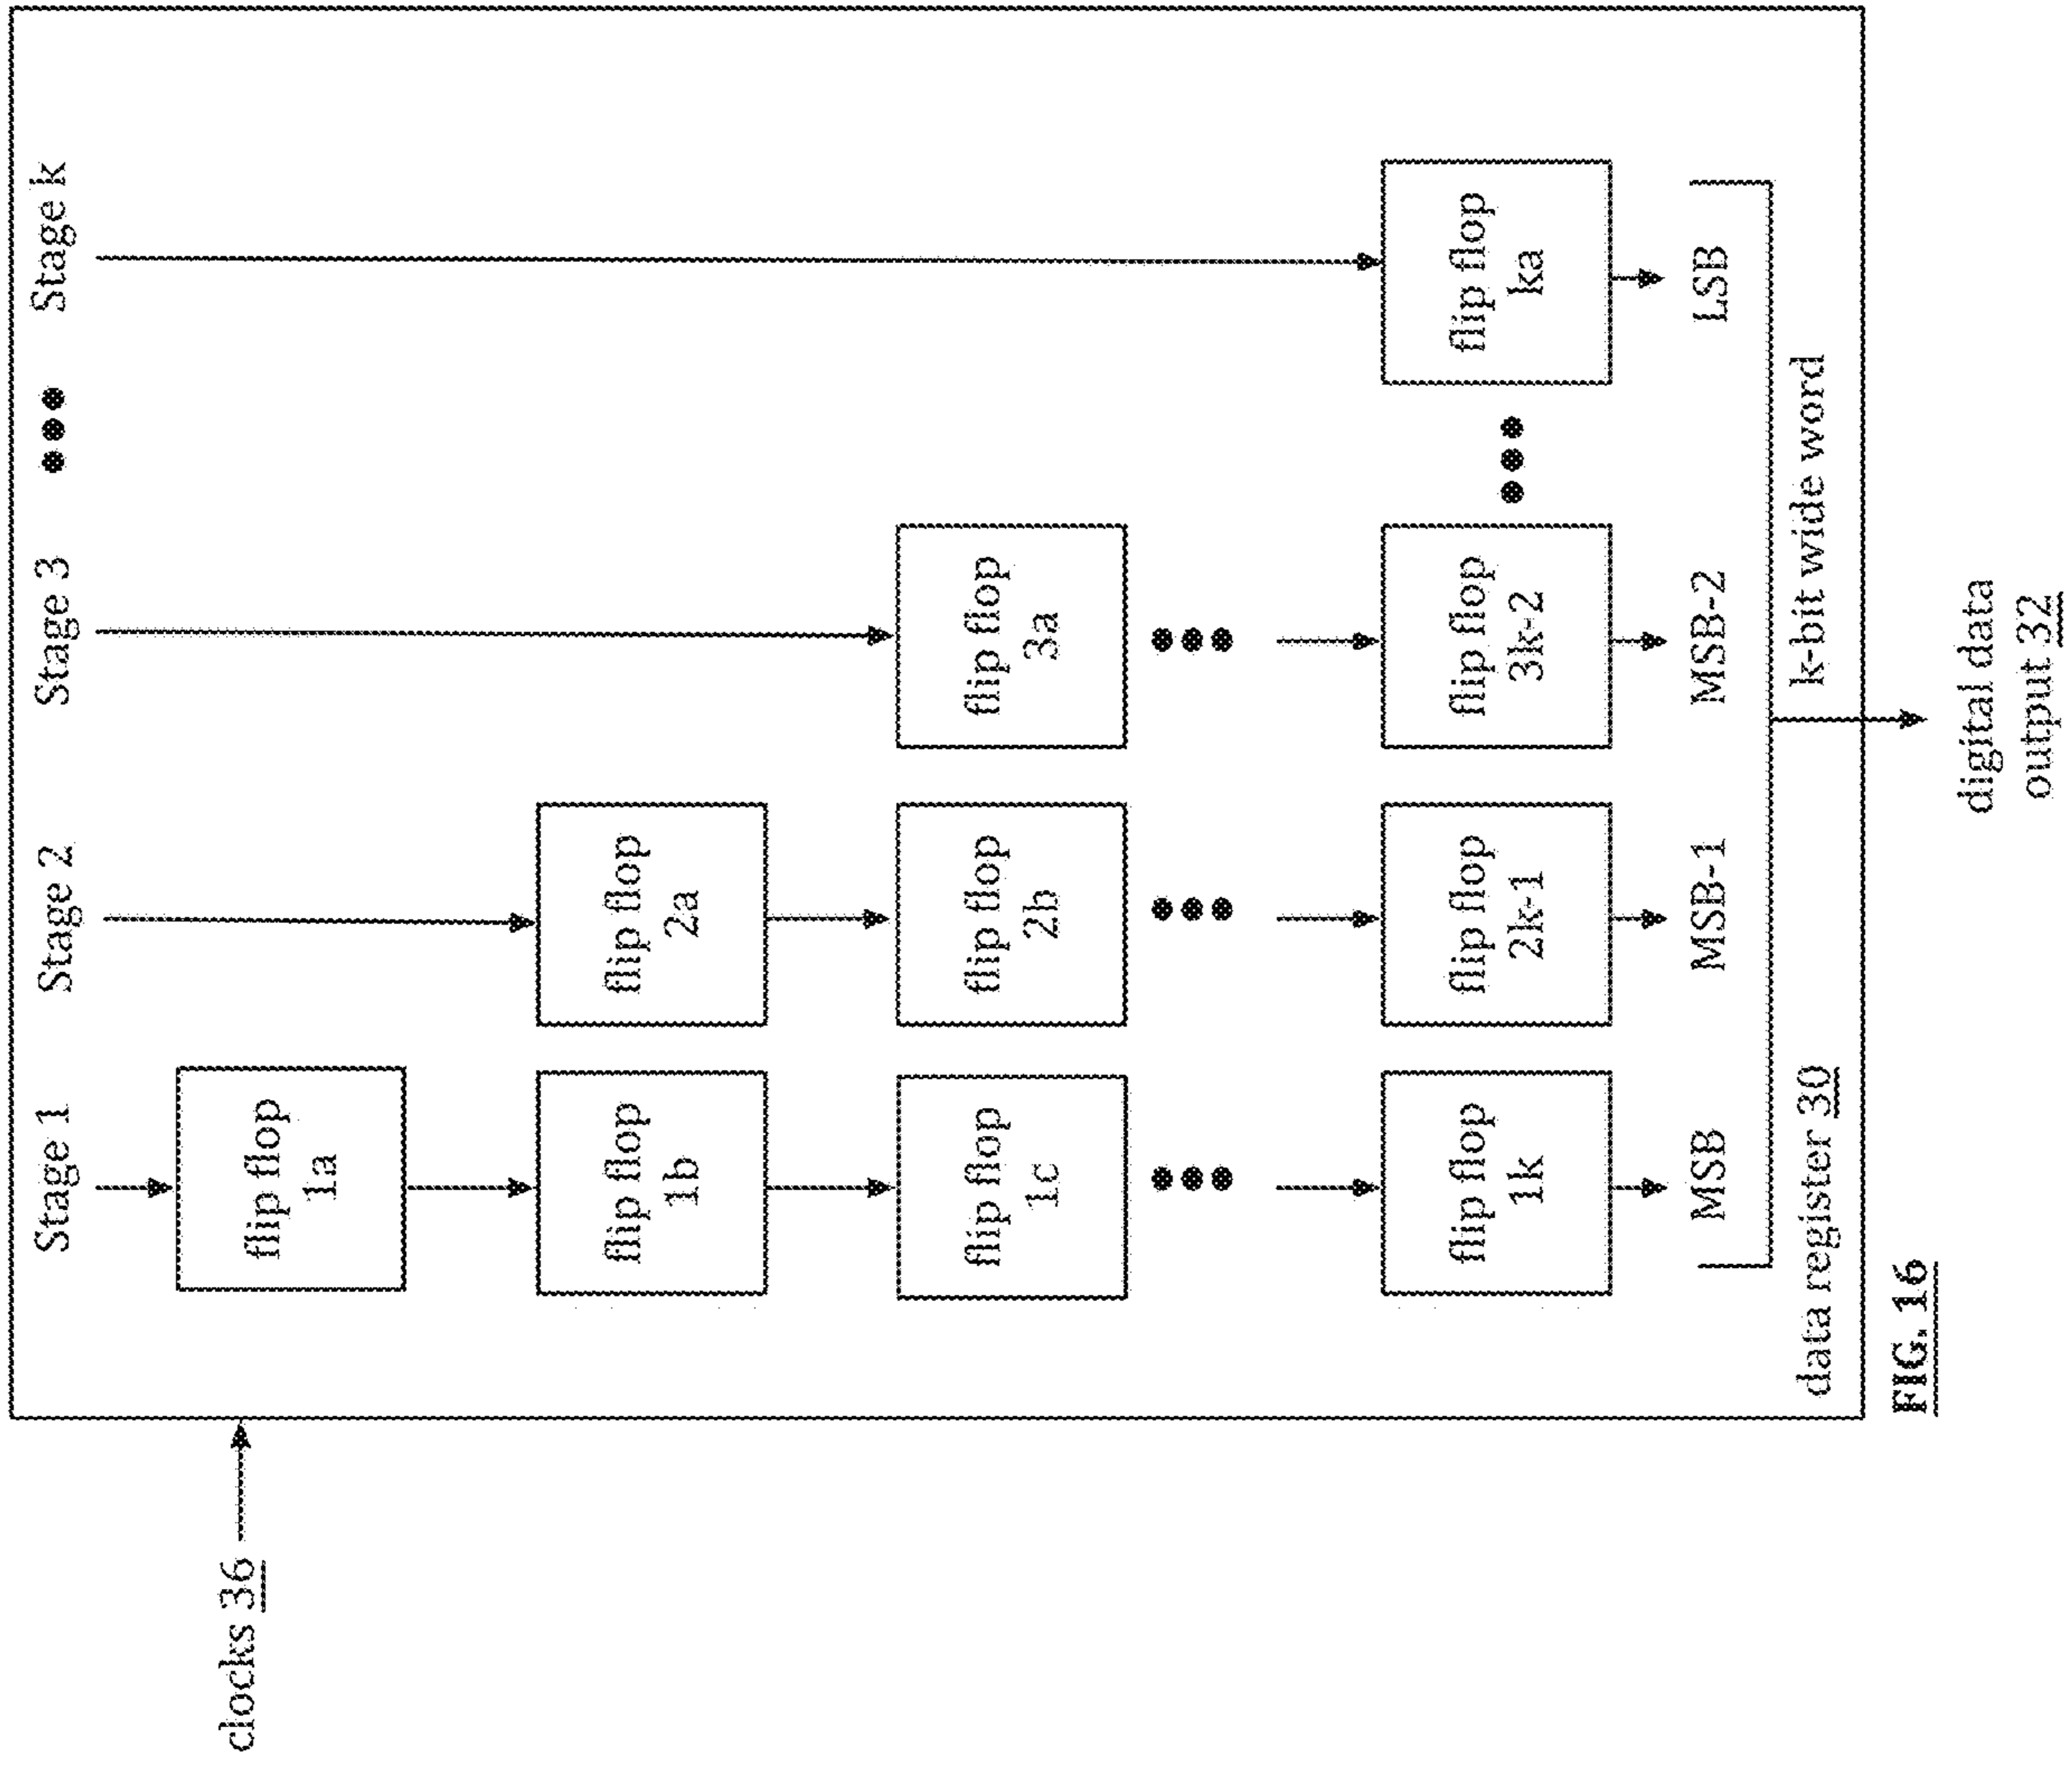 Stage 1
Stage 2
Stage 3
Stage k
clocks 36
flip flop
1a
flip flop
1b
flip flop
2a
flip flop
1c
flip flop
2b
flip flop
3a
flip flop
1k
flip flop
2k-1
flip flop
3k-2
flip flop
ka
MSB
MSB-1
MSB-2
LSB
data register 30
k-bit wide word
FIG. 16
digital data
output 32